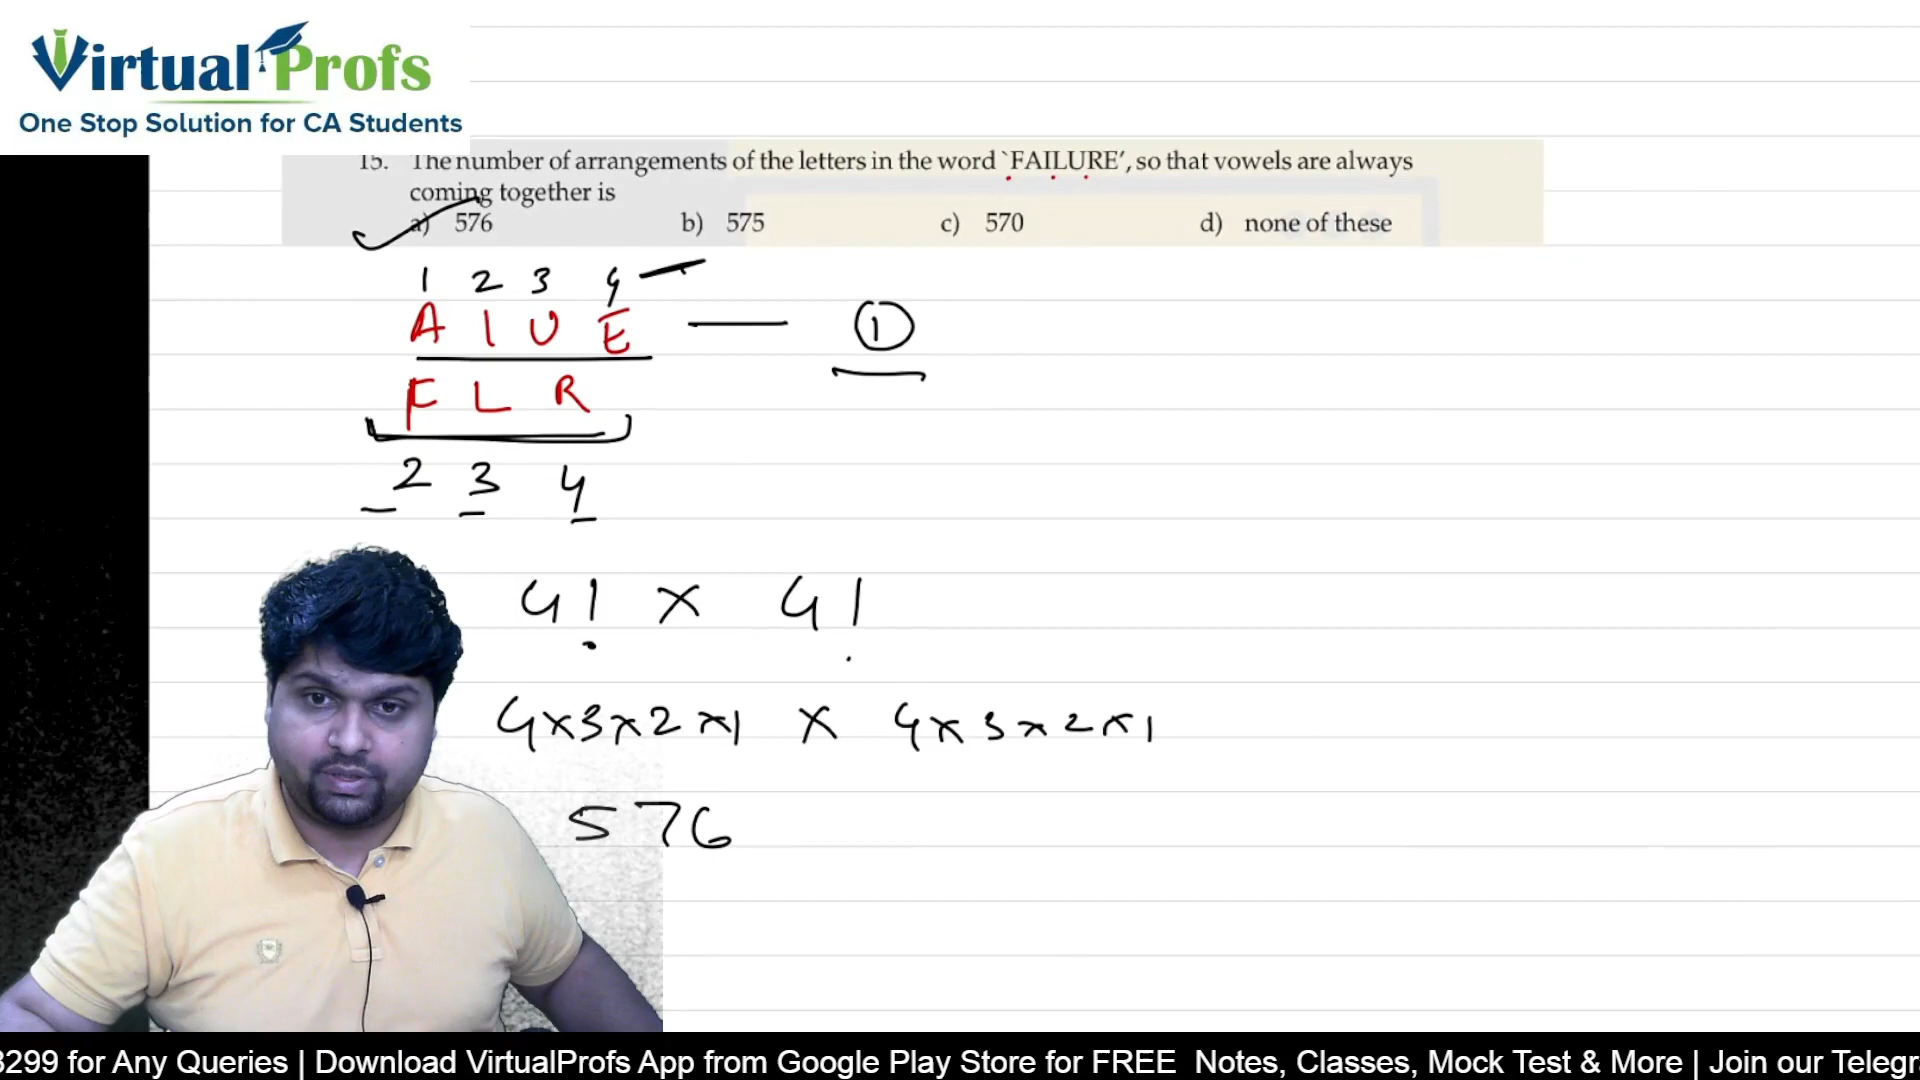 Virtual Profs
One Stop Solution for CA Students
15. The number of arrangements of the letters in the word `FAILURE', so that vowels are always
coming together is
a) 576 b) 575 c) 570 d) none of these
1 2 3 4
A I U E — 1
F L R
2 3 4
4! × 4!
4×3×2×1 × 4×3×2×1
576
3299 for Any Queries | Download VirtualProfs App from Google Play Store for FREE Notes, Classes, Mock Test & More | Join our Telegr